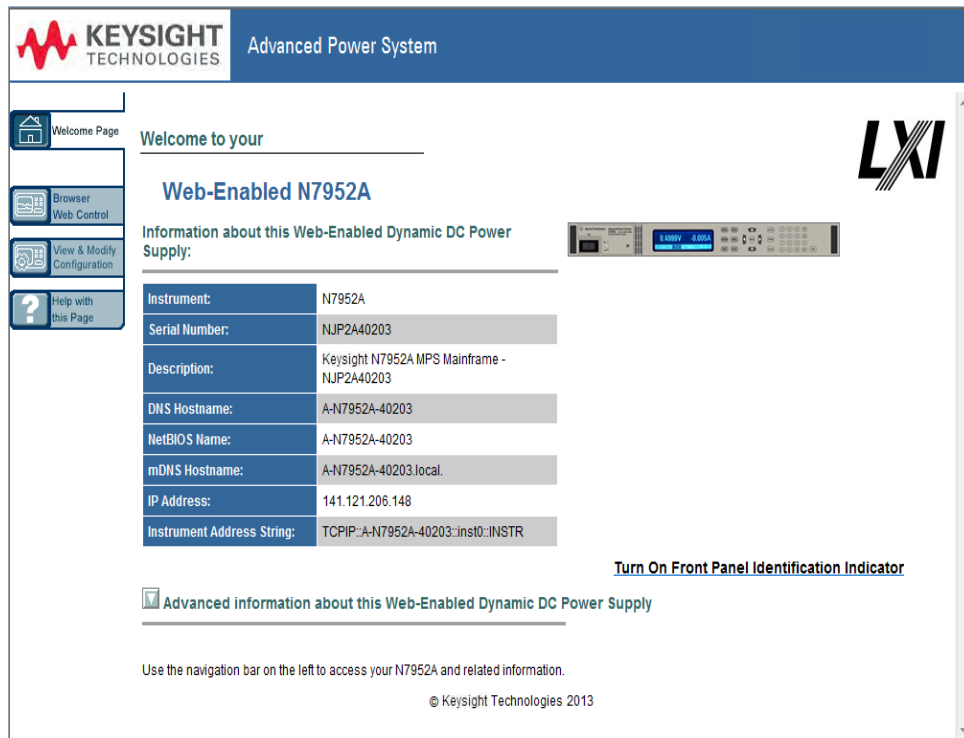 KEYSIGHT
TECHNOLOGIES
Advanced Power System
Welcome Page
Browser
Web Control
View & Modify
Configuration
?
Help with
this Page
Welcome to your
LXI
Web-Enabled N7952A
Information about this Web-Enabled Dynamic DC Power
Supply:
8.4999V -0.005A
Instrument: N7952A
Serial Number: NJP2A40203
Description: Keysight N7952A MPS Mainframe -
NJP2A40203
DNS Hostname: A-N7952A-40203
NetBIOS Name: A-N7952A-40203
mDNS Hostname: A-N7952A-40203.local.
IP Address: 141.121.206.148
Instrument Address String: TCPIP::A-N7952A-40203::inst0::INSTR
Turn On Front Panel Identification Indicator
Advanced information about this Web-Enabled Dynamic DC Power Supply
Use the navigation bar on the left to access your N7952A and related information.
© Keysight Technologies 2013